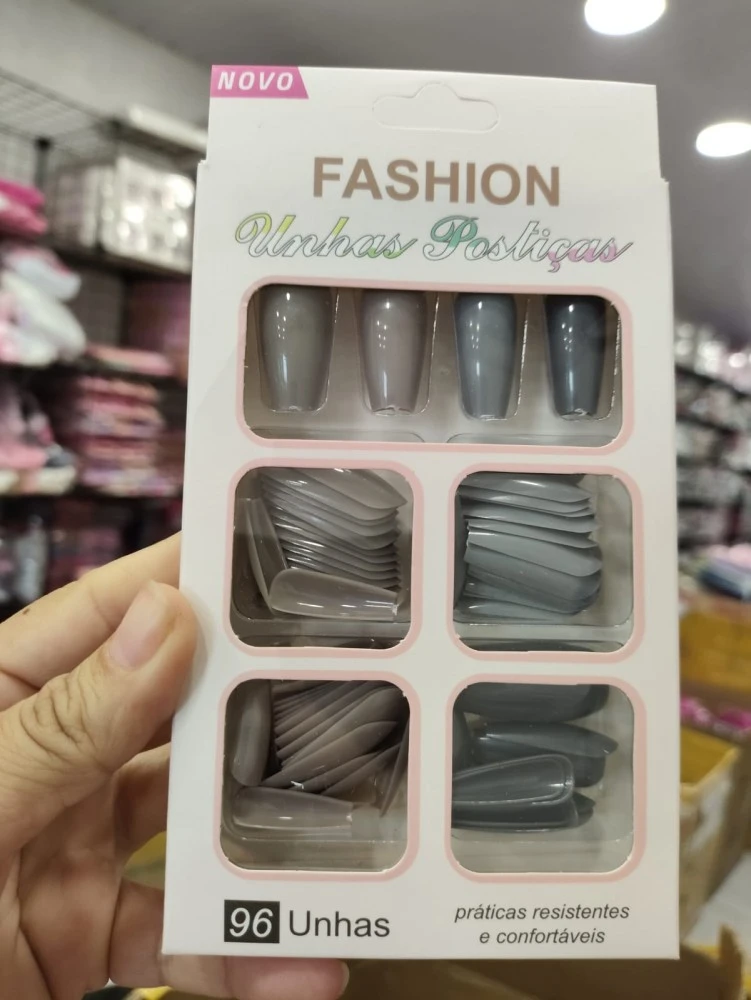 NOVO
FASHION
Unhas Postiças
96 Unhas
práticas resistentes
e confortáveis